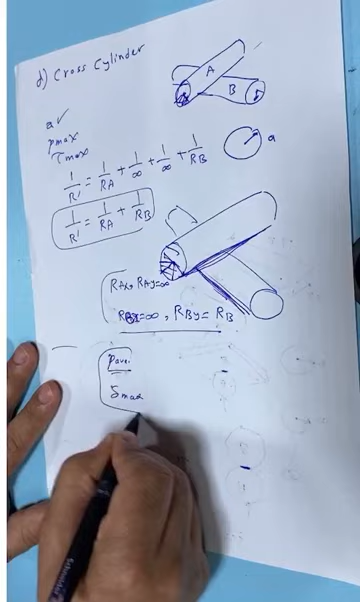 d) Cross Cylinder
A
B
a✓
pmax
τmax
a
1/R' = 1/RA + 1/∞ + 1/∞ + 1/RB
1/R' = 1/RA + 1/RB
RAx, RAy=∞
RBx=∞, RBy=RB
pave.
δmax